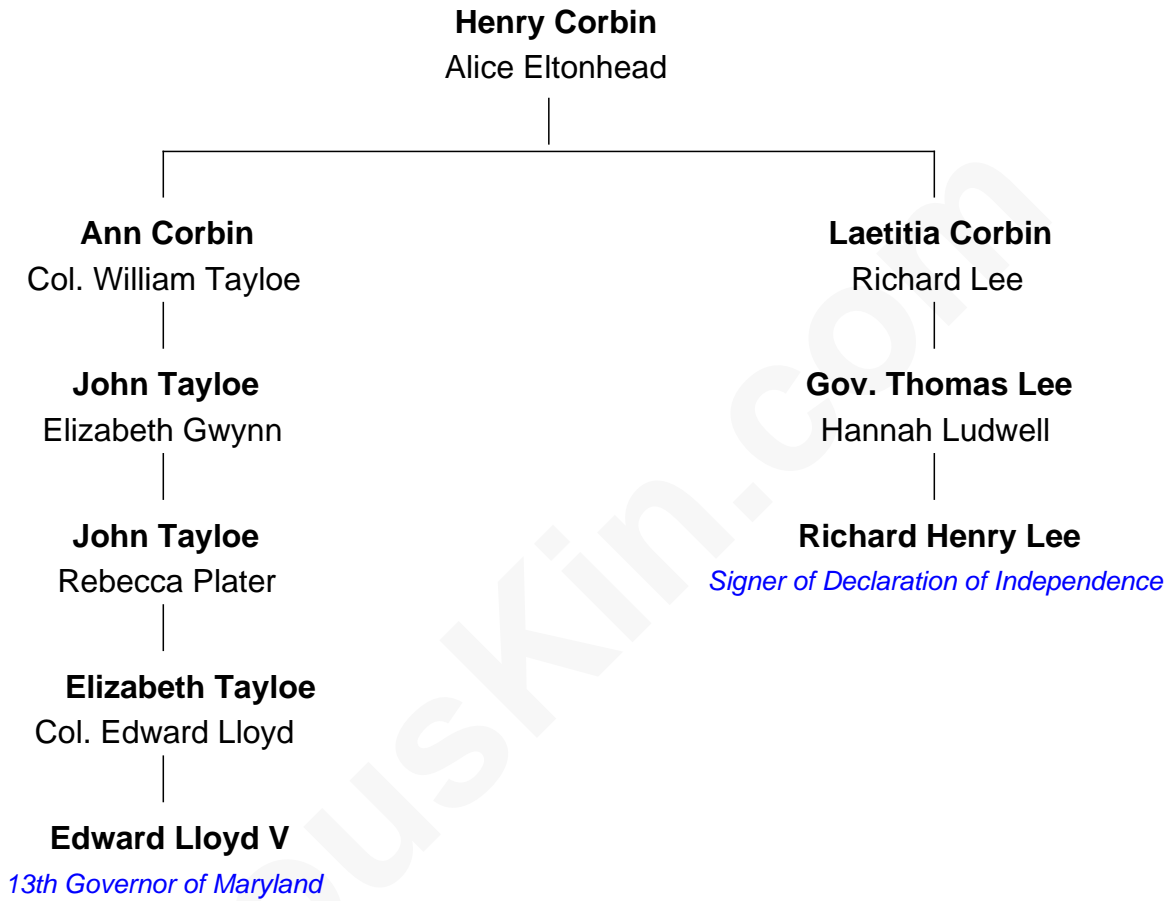 Henry Corbin
Alice Eltonhead
Ann Corbin
Col. William Tayloe
John Tayloe
Elizabeth Gwynn
John Tayloe
Rebecca Plater
Elizabeth Tayloe
Col. Edward Lloyd
Edward Lloyd V
13th Governor of Maryland
Laetitia Corbin
Richard Lee
Gov. Thomas Lee
Hannah Ludwell
Richard Henry Lee
Signer of Declaration of Independence
ousKin.com